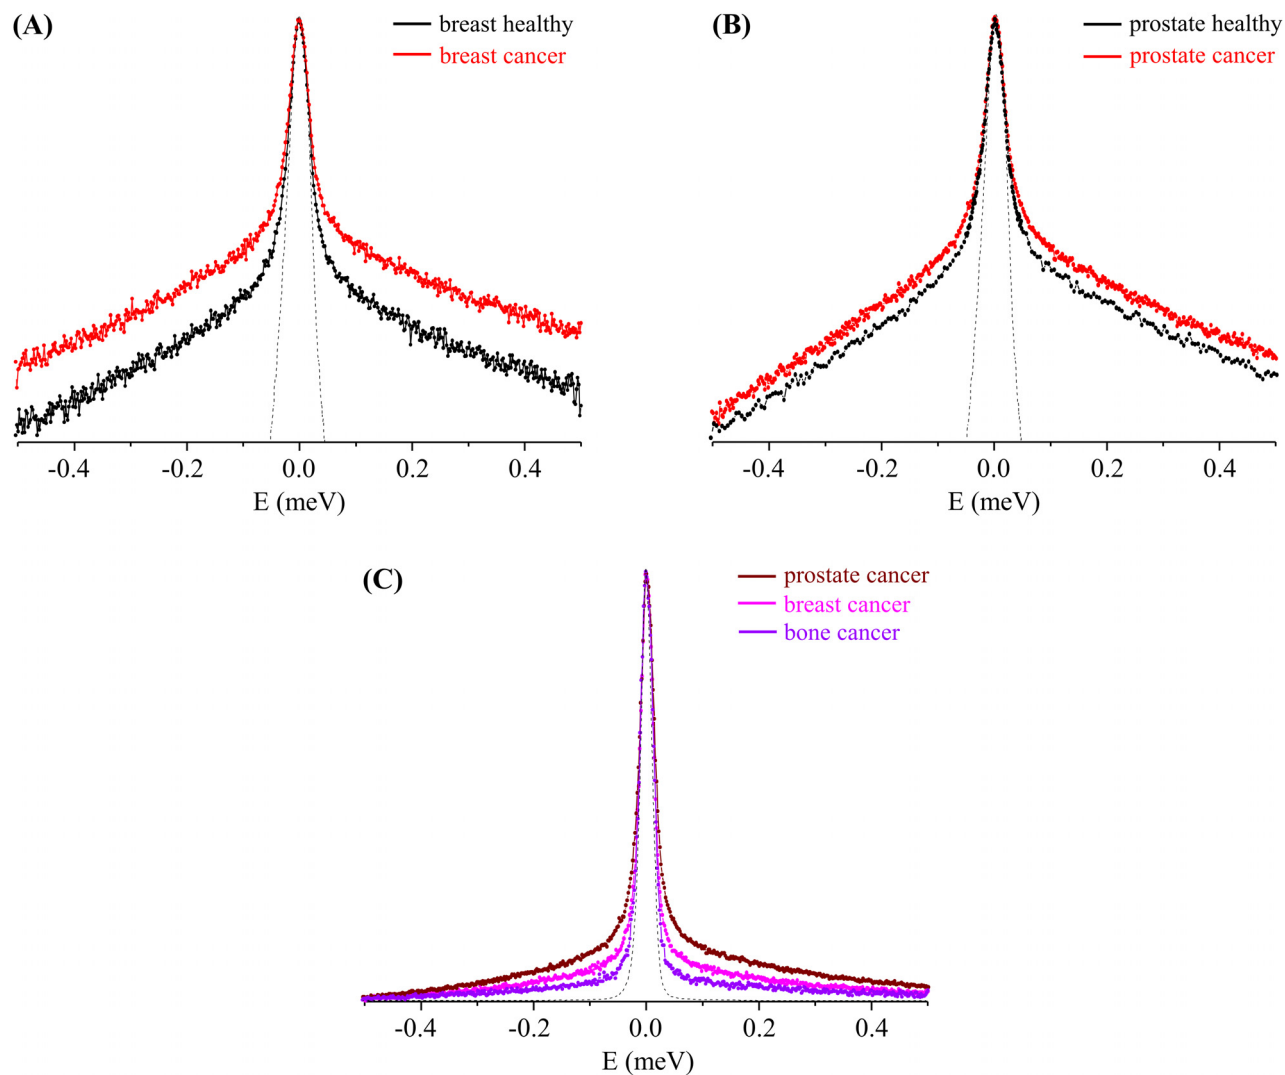 (A)
breast healthy
breast cancer
-0.4 -0.2 0.0 0.2 0.4
E (meV)
(B)
prostate healthy
prostate cancer
-0.4 -0.2 0.0 0.2 0.4
E (meV)
(C)
prostate cancer
breast cancer
bone cancer
-0.4 -0.2 0.0 0.2 0.4
E (meV)